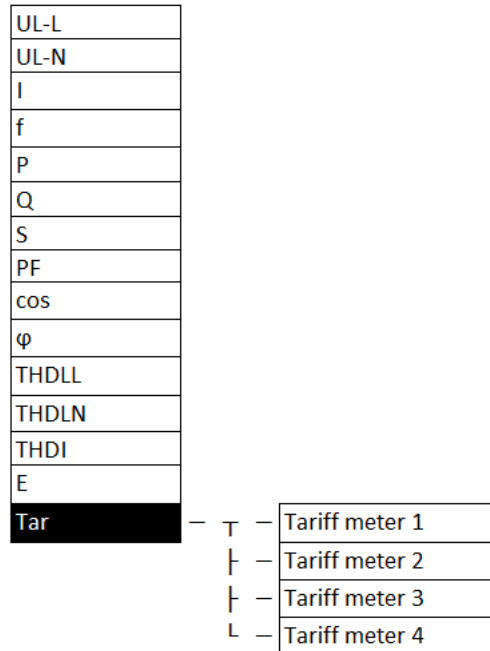 UL-L
UL-N
I
f
P
Q
S
PF
cos
φ
THDLL
THDLN
THDI
E
Tar
Tariff meter 1
Tariff meter 2
Tariff meter 3
Tariff meter 4